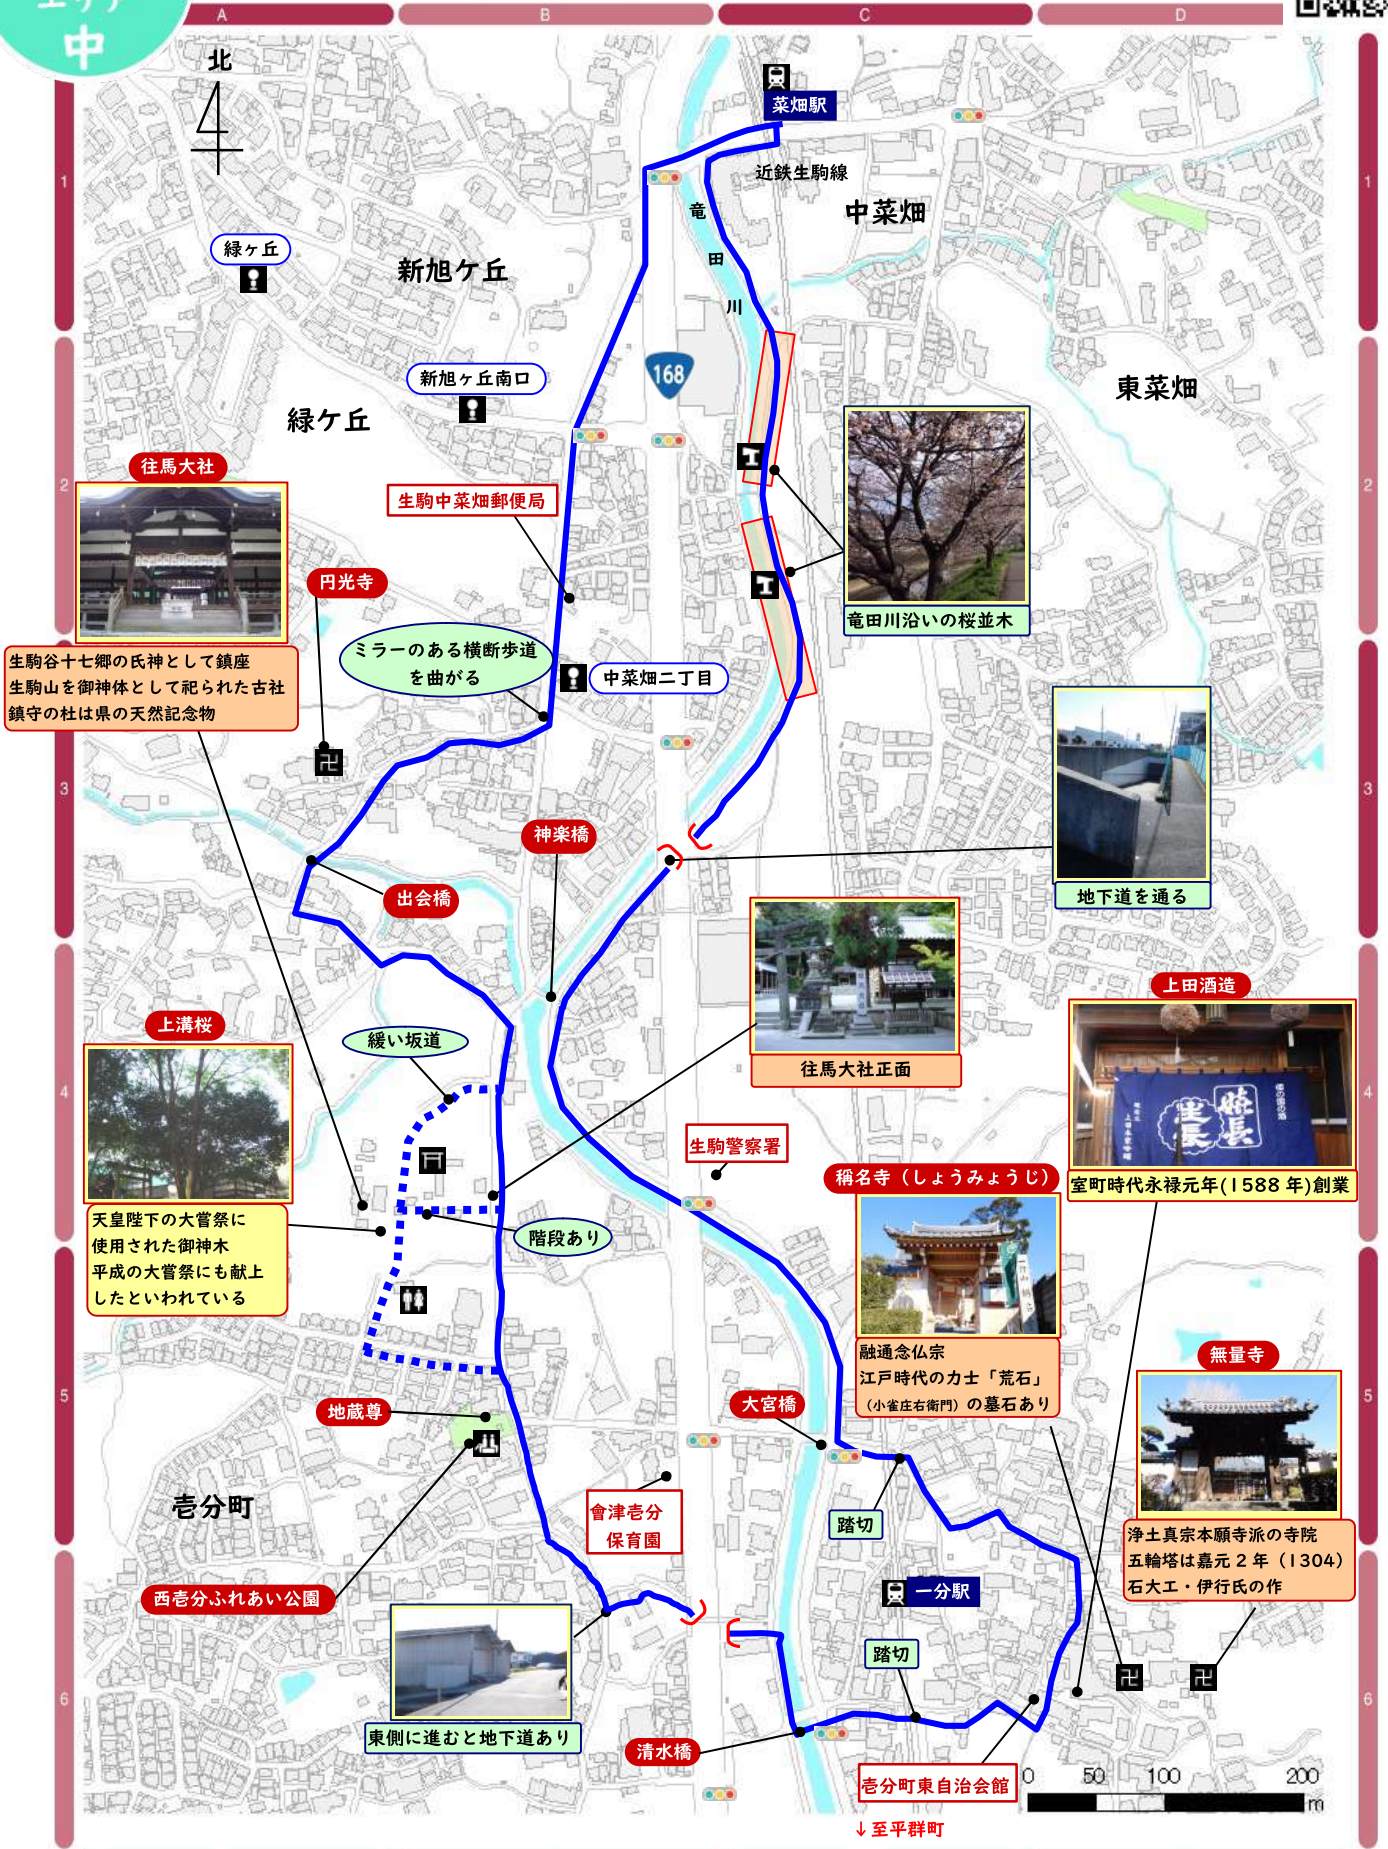 エリア
中
A
B
C
D
北
菜畑駅
近鉄生駒線
中菜畑
1
1
竜
田
川
緑ヶ丘
新旭ケ丘
168
新旭ヶ丘南口
東菜畑
緑ケ丘
往馬大社
2
2
生駒中菜畑郵便局
円光寺
竜田川沿いの桜並木
ミラーのある横断歩道
を曲がる
生駒谷十七郷の氏神として鎮座
生駒山を御神体として祀られた古社
鎮守の杜は県の天然記念物
中菜畑二丁目
3
3
神楽橋
出会橋
地下道を通る
上田酒造
上溝桜
緩い坂道
往馬大社正面
4
4
生駒警察署
稱名寺（しょうみょうじ）
室町時代永禄元年(1588 年)創業
天皇陛下の大嘗祭に
使用された御神木
平成の大嘗祭にも献上
したといわれている
階段あり
融通念仏宗
江戸時代の力士「荒石」
（小雀庄右衛門）の墓石あり
無量寺
5
5
地蔵尊
大宮橋
壱分町
會津壱分
保育園
踏切
浄土真宗本願寺派の寺院
五輪塔は嘉元 2 年（1304）
石大工・伊行氏の作
西壱分ふれあい公園
一分駅
踏切
6
6
東側に進むと地下道あり
清水橋
壱分町東自治会館
0
50
100
200
m
↓至平群町